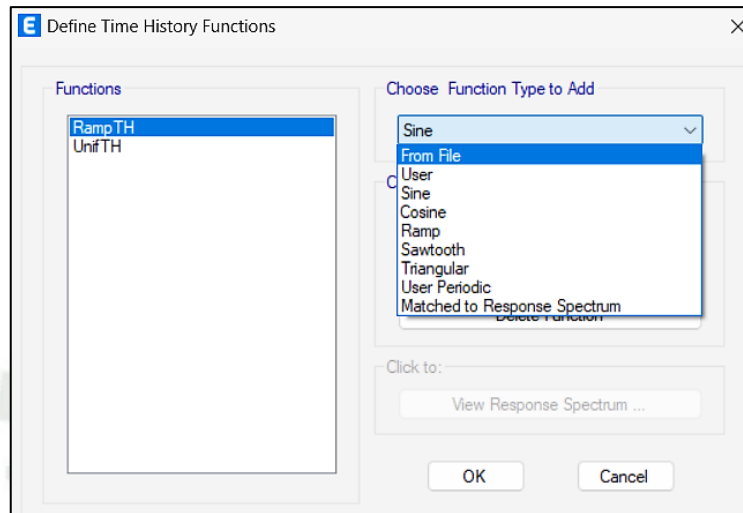 E Define Time History Functions
Functions
RampTH
UnifTH
Choose Function Type to Add
Sine
From File
User
Sine
Cosine
Ramp
Sawtooth
Triangular
User Periodic
Matched to Response Spectrum
C
Delete Function
Click to:
View Response Spectrum ...
OK
Cancel